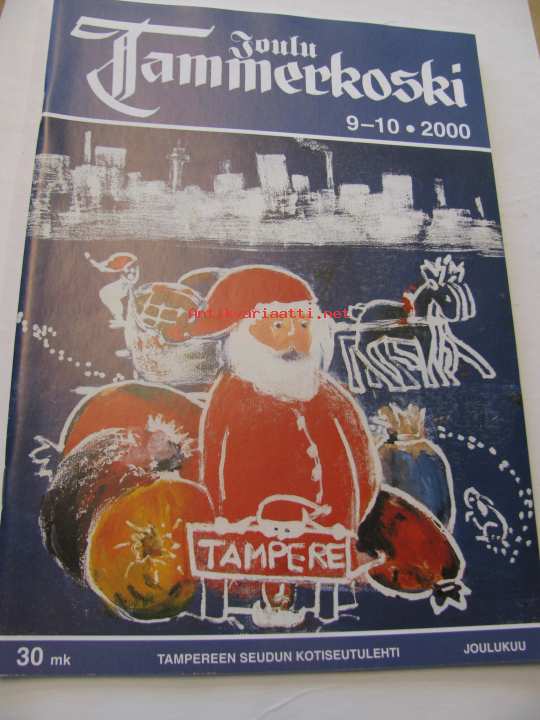 Joulu
Tammerkoski
9–10 • 2000
Antikvariaatti.net
TAMPERE
30 mk TAMPEREEN SEUDUN KOTISEUTULEHTI JOULUKUU